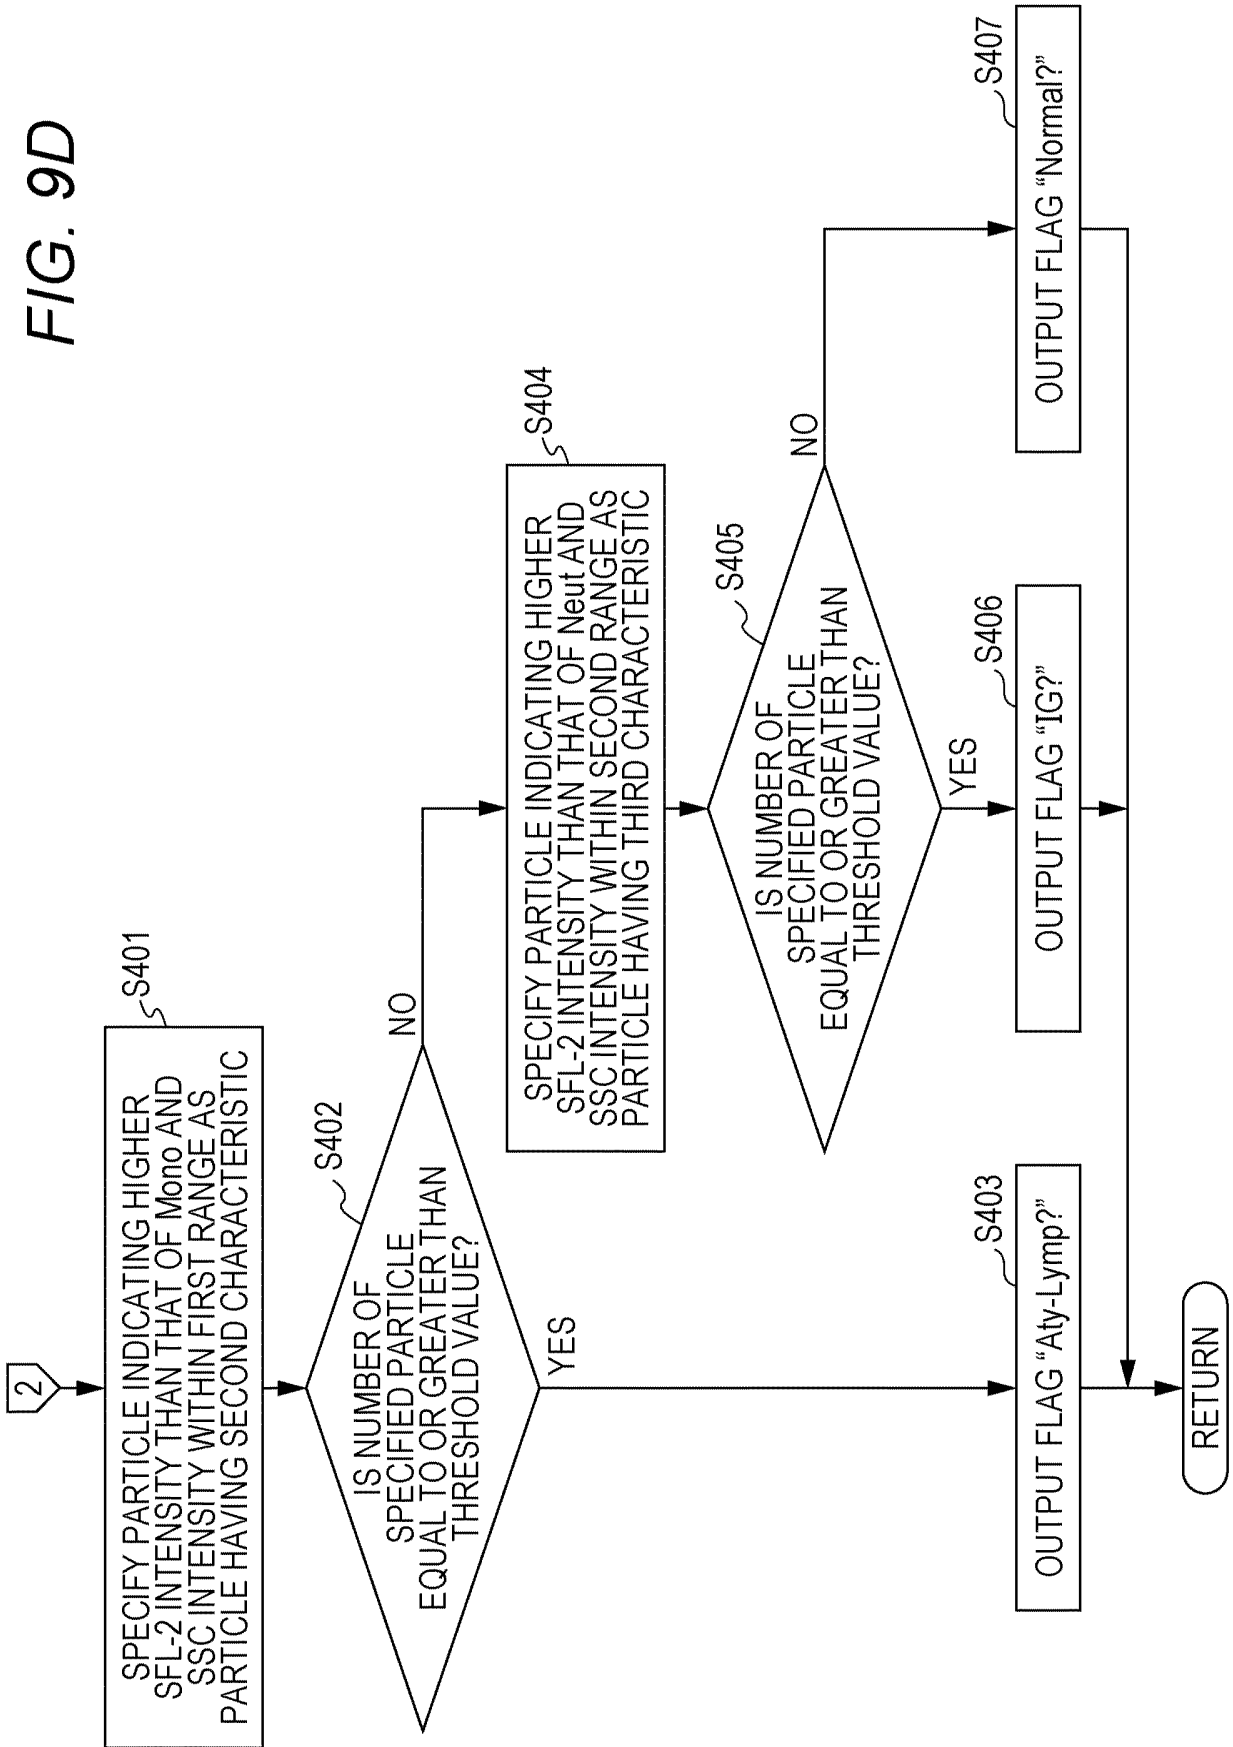 FIG. 9D
2
S401
SPECIFY PARTICLE INDICATING HIGHER
SFL-2 INTENSITY THAN THAT OF Mono AND
SSC INTENSITY WITHIN FIRST RANGE AS
PARTICLE HAVING SECOND CHARACTERISTIC
S402
IS NUMBER OF
SPECIFIED PARTICLE
EQUAL TO OR GREATER THAN
THRESHOLD VALUE?
NO
YES
S404
SPECIFY PARTICLE INDICATING HIGHER
SFL-2 INTENSITY THAN THAT OF Neut AND
SSC INTENSITY WITHIN SECOND RANGE AS
PARTICLE HAVING THIRD CHARACTERISTIC
S405
IS NUMBER OF
SPECIFIED PARTICLE
EQUAL TO OR GREATER THAN
THRESHOLD VALUE?
NO
YES
S403
OUTPUT FLAG “Aty-Lymp?”
S406
OUTPUT FLAG “IG?”
S407
OUTPUT FLAG “Normal?”
RETURN